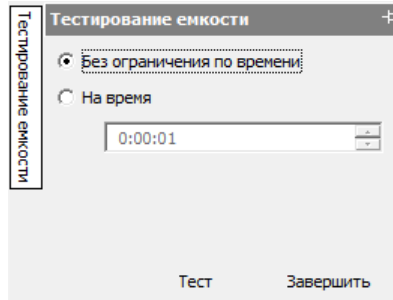 Тестирование емкости
Тестирование емкости
Без ограничения по времени
На время
0:00:01
Тест
Завершить